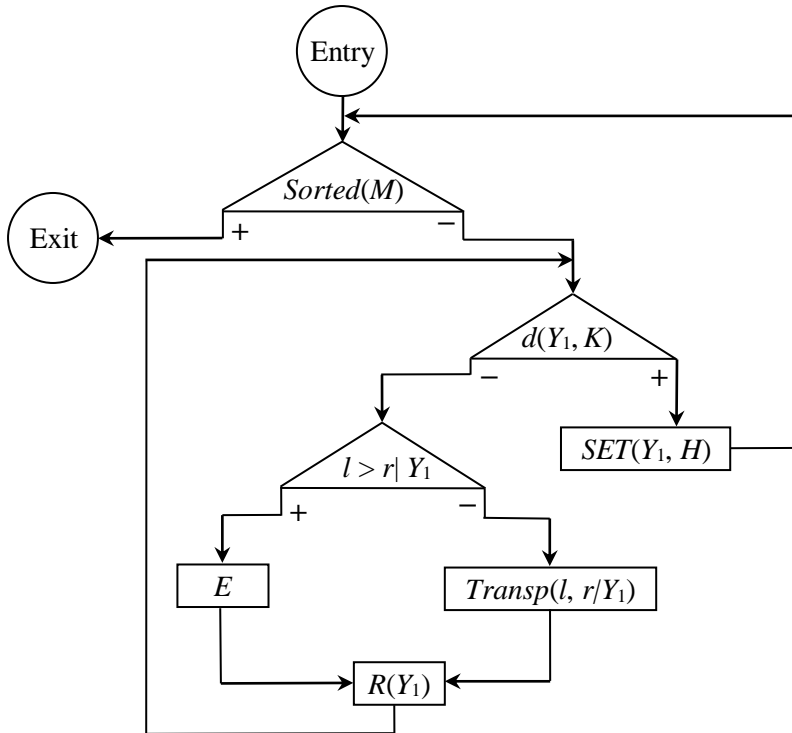 Entry
Sorted(M)
Exit
+
−
d(Y₁, K)
−
+
l > r| Y₁
SET(Y₁, H)
+
−
E
Transp(l, r/Y₁)
R(Y₁)